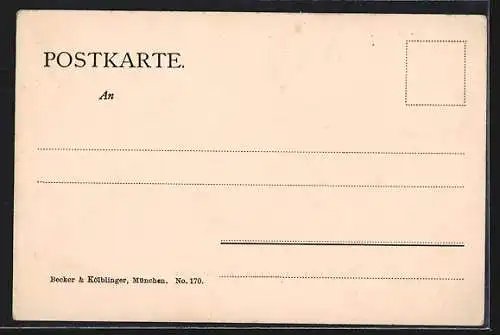 POSTKARTE.
An
Becker & Kölblinger, München. No. 170.